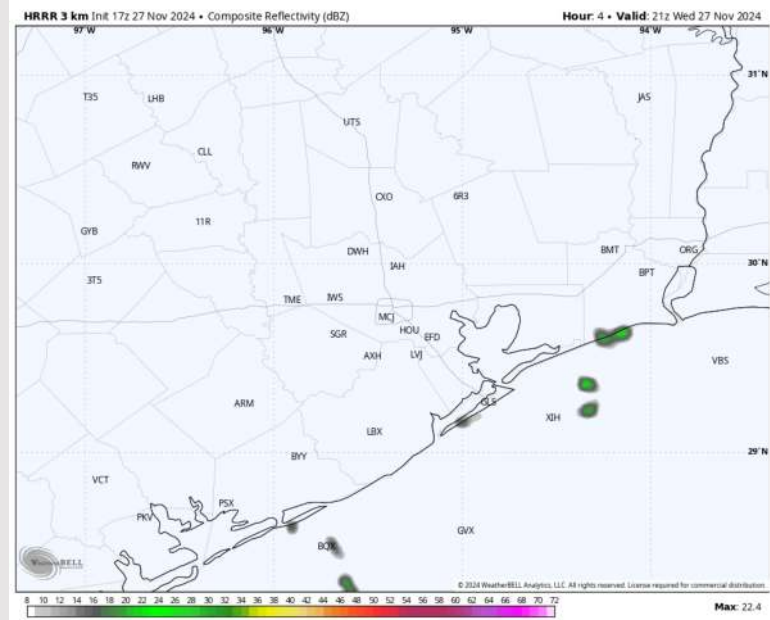 HRRR 3 km Init 17z 27 Nov 2024 • Composite Reflectivity (dBZ) Hour: 4 • Valid: 21z Wed 27 Nov 2024
97°W 96°W 95°W 94°W
31°N
T35 LHB JAS
UTS
CLL
RWV
CXO 6R3
11R
GYB
DWH BMT ORG
IAH 30°N
BPT
3T5
TME IWS
MCJ
SGR HOU EFD
AXH LVJ VBS
ARM GLS
XIH
LBX
29°N
BYY
VCT
PSX
PKV
GVX
BQX
WEATHERBELL
© 2024 WeatherBELL Analytics, LLC. All rights reserved. License required for commercial distribution.
8 10 12 14 16 18 20 22 24 26 28 30 32 34 36 38 40 42 44 46 48 50 52 54 56 58 60 62 64 66 68 70 72 Max: 22.4